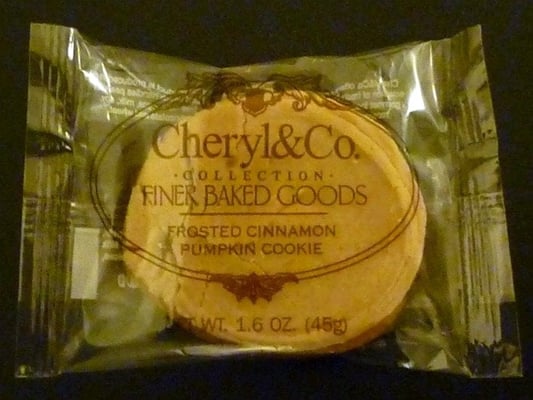 Cheryl&Co.
·COLLECTION·
FINER BAKED GOODS
FROSTED CINNAMON
PUMPKIN COOKIE
WT. 1.6 OZ. (45g)